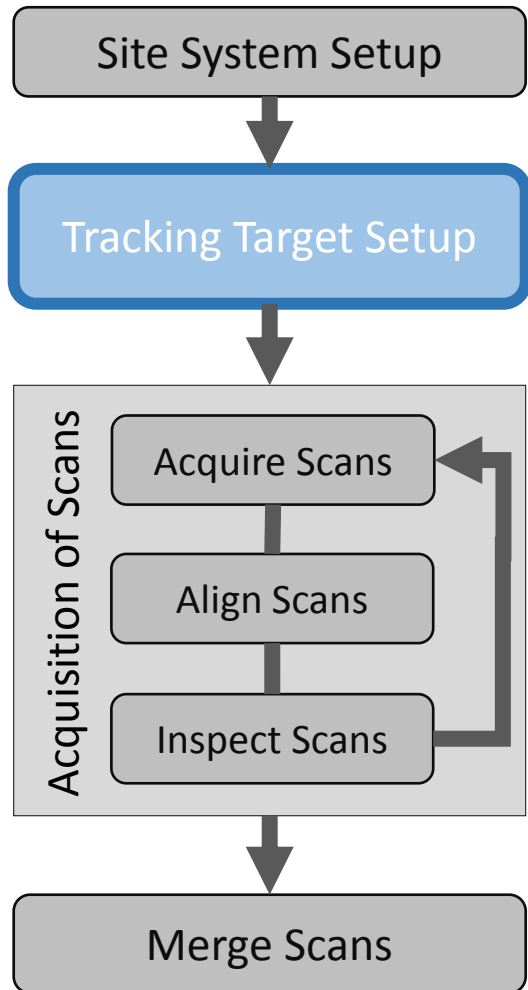 Site System Setup
Tracking Target Setup
Acquisition of Scans
Acquire Scans
Align Scans
Inspect Scans
Merge Scans